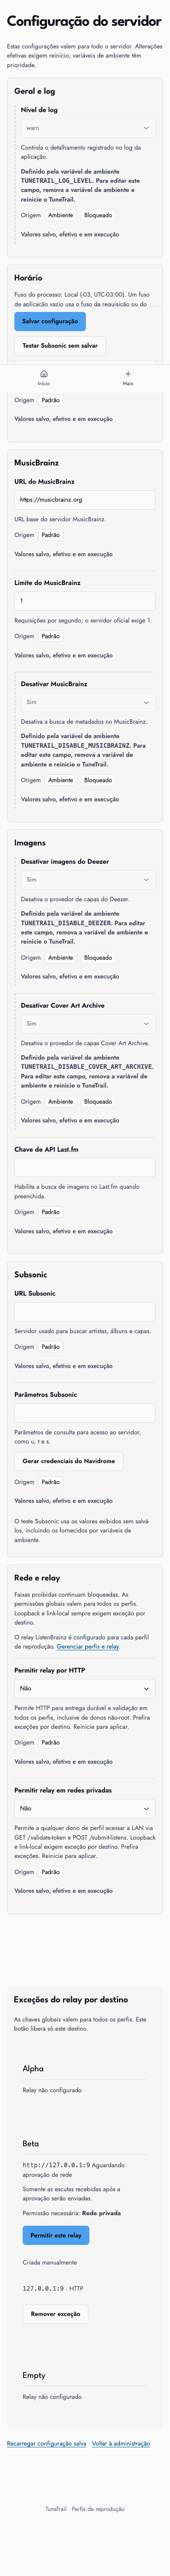 Configuração do servidor
Estas configurações valem para todo o servidor. Alterações
efetivas exigem reinício; variáveis de ambiente têm
prioridade.
Geral e log
Nível de log
warn
Controla o detalhamento registrado no log da
aplicação.
Definido pela variável de ambiente
TUNETRAIL_LOG_LEVEL. Para editar este
campo, remova a variável de ambiente e
reinicie o TuneTrail.
Origem Ambiente Bloqueado
Valores salvo, efetivo e em execução
Horário
Fuso do processo: Local (-03, UTC-03:00). Um fuso
de aplicação vazio usa o fuso da requisição ou do
Salvar configuração
Testar Subsonic sem salvar
Início
Mais
Origem Padrão
Valores salvo, efetivo e em execução
MusicBrainz
URL do MusicBrainz
https://musicbrainz.org
URL base do servidor MusicBrainz.
Origem Padrão
Valores salvo, efetivo e em execução
Limite do MusicBrainz
1
Requisições por segundo; o servidor oficial exige 1.
Origem Padrão
Valores salvo, efetivo e em execução
Desativar MusicBrainz
Sim
Desativa a busca de metadados no MusicBrainz.
Definido pela variável de ambiente
TUNETRAIL_DISABLE_MUSICBRAINZ. Para
editar este campo, remova a variável de
ambiente e reinicie o TuneTrail.
Origem Ambiente Bloqueado
Valores salvo, efetivo e em execução
Imagens
Desativar imagens do Deezer
Sim
Desativa o provedor de capas do Deezer.
Definido pela variável de ambiente
TUNETRAIL_DISABLE_DEEZER. Para editar
este campo, remova a variável de ambiente e
reinicie o TuneTrail.
Origem Ambiente Bloqueado
Valores salvo, efetivo e em execução
Desativar Cover Art Archive
Sim
Desativa o provedor de capas Cover Art Archive.
Definido pela variável de ambiente
TUNETRAIL_DISABLE_COVER_ART_ARCHIVE.
Para editar este campo, remova a variável de
ambiente e reinicie o TuneTrail.
Origem Ambiente Bloqueado
Valores salvo, efetivo e em execução
Chave de API Last.fm
Habilita a busca de imagens no Last.fm quando
preenchida.
Origem Padrão
Valores salvo, efetivo e em execução
Subsonic
URL Subsonic
Servidor usado para buscar artistas, álbuns e capas.
Origem Padrão
Valores salvo, efetivo e em execução
Parâmetros Subsonic
Parâmetros de consulta para acesso ao servidor,
como u, t e s.
Gerar credenciais do Navidrome
Origem Padrão
Valores salvo, efetivo e em execução
O teste Subsonic usa os valores exibidos sem salvá-
los, incluindo os fornecidos por variáveis de
ambiente.
Rede e relay
Faixas proibidas continuam bloqueadas. As
permissões globais valem para todos os perfis.
Loopback e link-local sempre exigem exceção por
destino.
O relay ListenBrainz é configurado para cada perfil
de reprodução. Gerenciar perfis e relay.
Permitir relay por HTTP
Não
Permite HTTP para entrega durável e validação em
todos os perfis, inclusive de donos não-root. Prefira
exceções por destino. Reinicie para aplicar.
Origem Padrão
Valores salvo, efetivo e em execução
Permitir relay em redes privadas
Não
Permite a qualquer dono de perfil acessar a LAN via
GET /validate-token e POST /submit-listens. Loopback
e link-local exigem exceção por destino. Prefira
exceções. Reinicie para aplicar.
Origem Padrão
Valores salvo, efetivo e em execução
Exceções do relay por destino
As chaves globais valem para todos os perfis. Este
botão libera só este destino.
Alpha
Relay não configurado
Beta
http://127.0.0.1:9 Aguardando
aprovação de rede
Somente as escutas recebidas após a
aprovação serão enviadas.
Permissão necessária: Rede privada
Permitir este relay
Criada manualmente
127.0.0.1:9 · HTTP
Remover exceção
Empty
Relay não configurado
Recarregar configuração salva · Voltar à administração
TuneTrail · Perfis de reprodução